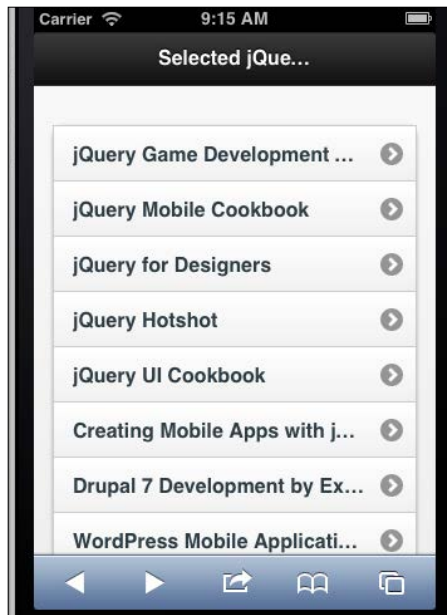 Carrier 9:15 AM
Selected jQue...
jQuery Game Development ...
jQuery Mobile Cookbook
jQuery for Designers
jQuery Hotshot
jQuery UI Cookbook
Creating Mobile Apps with j...
Drupal 7 Development by Ex...
WordPress Mobile Applicati...